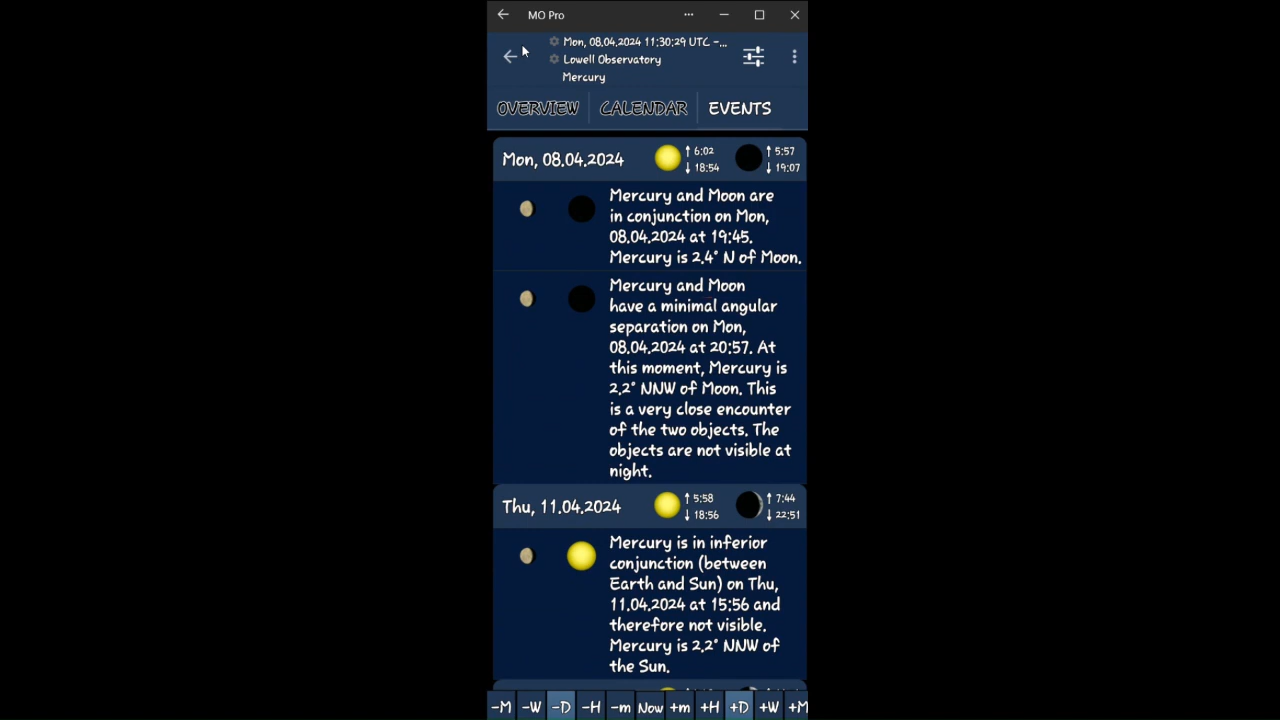 MO Pro
Mon, 08.04.2024 11:30:29 UTC -...
Lowell Observatory
Mercury
OVERVIEW CALENDAR EVENTS
Mon, 08.04.2024 ↑ 6:02 ↓ 18:54 ↑ 5:57 ↓ 19:07
Mercury and Moon are
in conjunction on Mon,
08.04.2024 at 19:45.
Mercury is 2.4° N of Moon.
Mercury and Moon
have a minimal angular
separation on Mon,
08.04.2024 at 20:57. At
this moment, Mercury is
2.2° NNW of Moon. This
is a very close encounter
of the two objects. The
objects are not visible at
night.
Thu, 11.04.2024 ↑ 5:58 ↓ 18:56 ↑ 7:44 ↓ 22:51
Mercury is in inferior
conjunction (between
Earth and Sun) on Thu,
11.04.2024 at 15:56 and
therefore not visible.
Mercury is 2.2° NNW of
the Sun.
-M -W -D -H -m Now +m +H +D +W +M